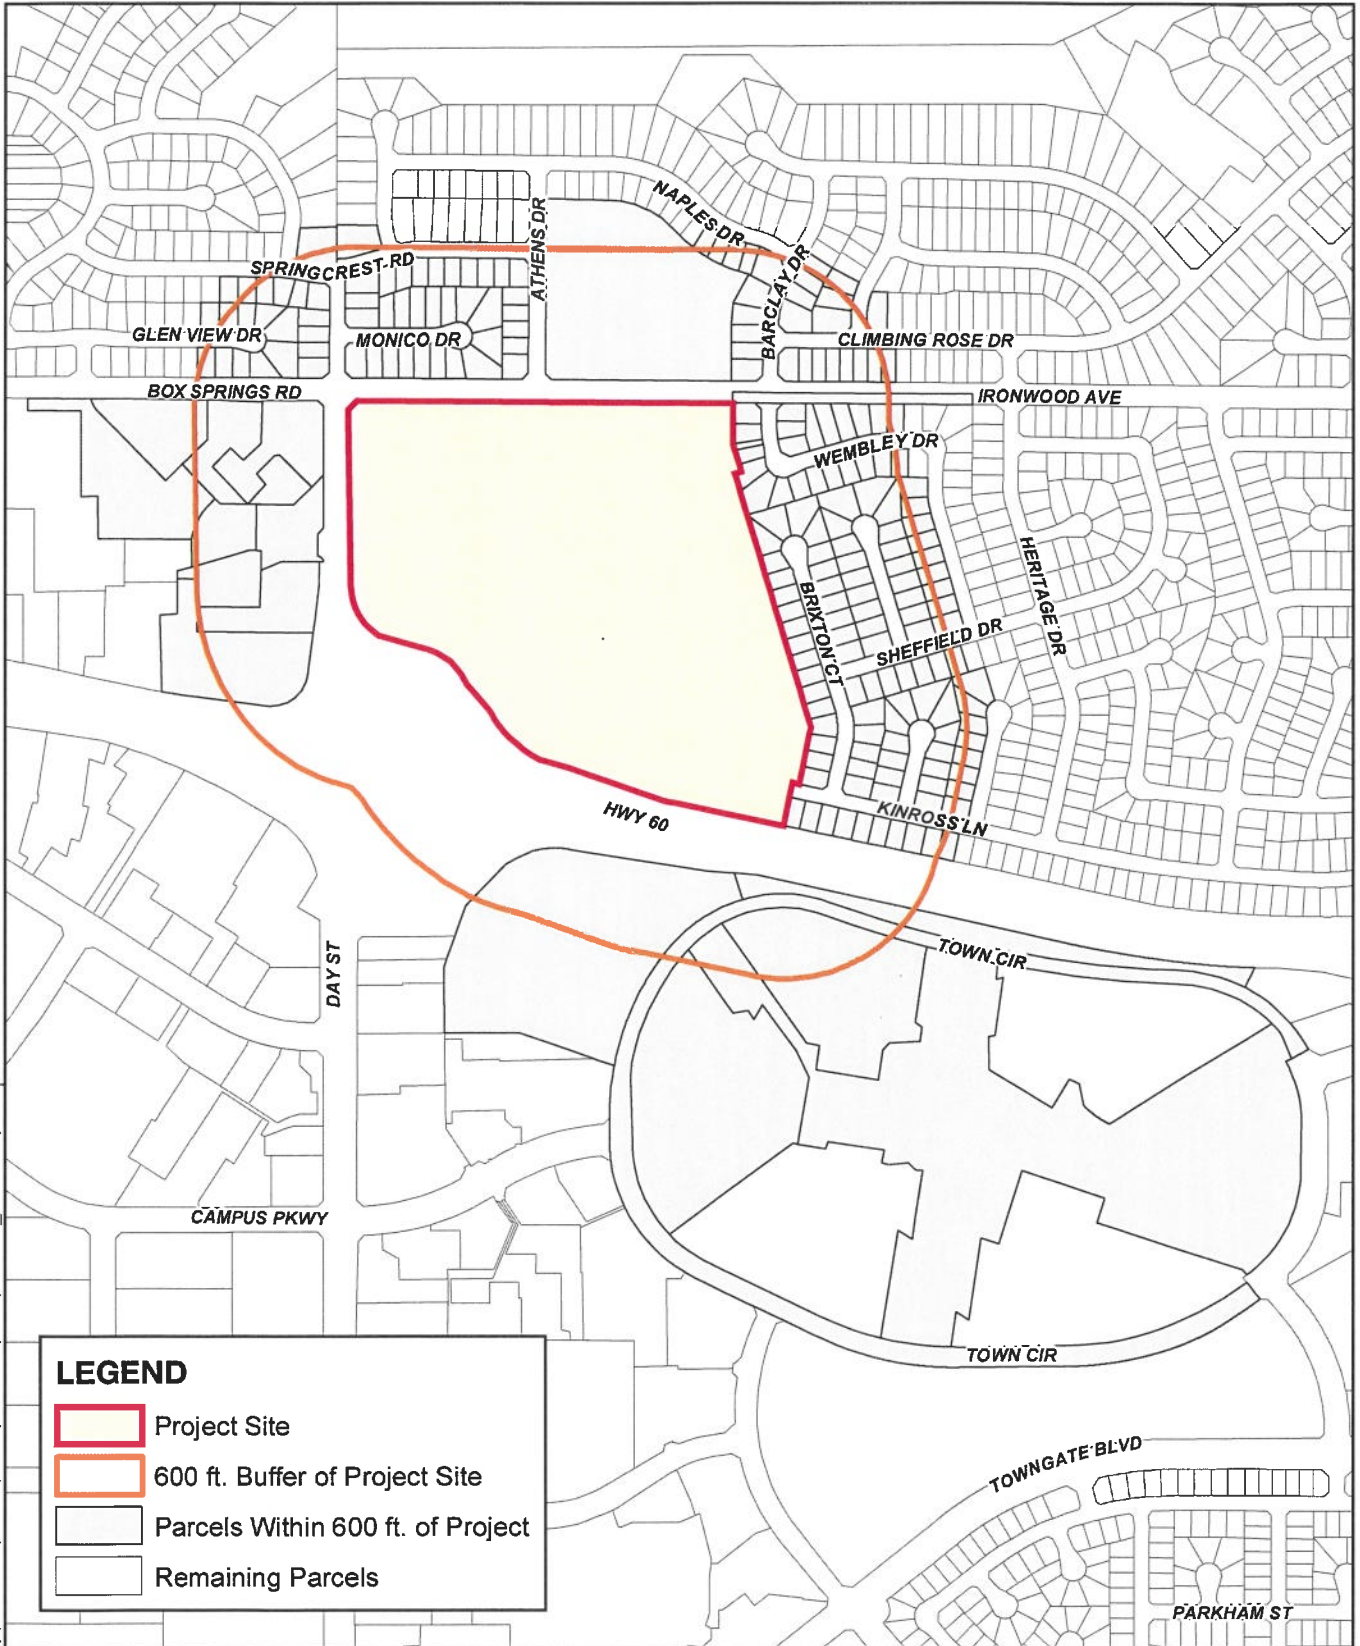 NAPLES DR
ATHENS DR
SPRINGCREST RD
BARCLAY DR
GLEN VIEW DR
MONICO DR
CLIMBING ROSE DR
BOX SPRINGS RD
IRONWOOD AVE
WEMBLEY DR
HERITAGE DR
BRIXTON CT
SHEFFIELD DR
HWY 60
KINROSS LN
TOWN CIR
DAY ST
CAMPUS PKWY
TOWN CIR
LEGEND
Project Site
600 ft. Buffer of Project Site
Parcels Within 600 ft. of Project
Remaining Parcels
TOWNGATE BLVD
PARKHAM ST